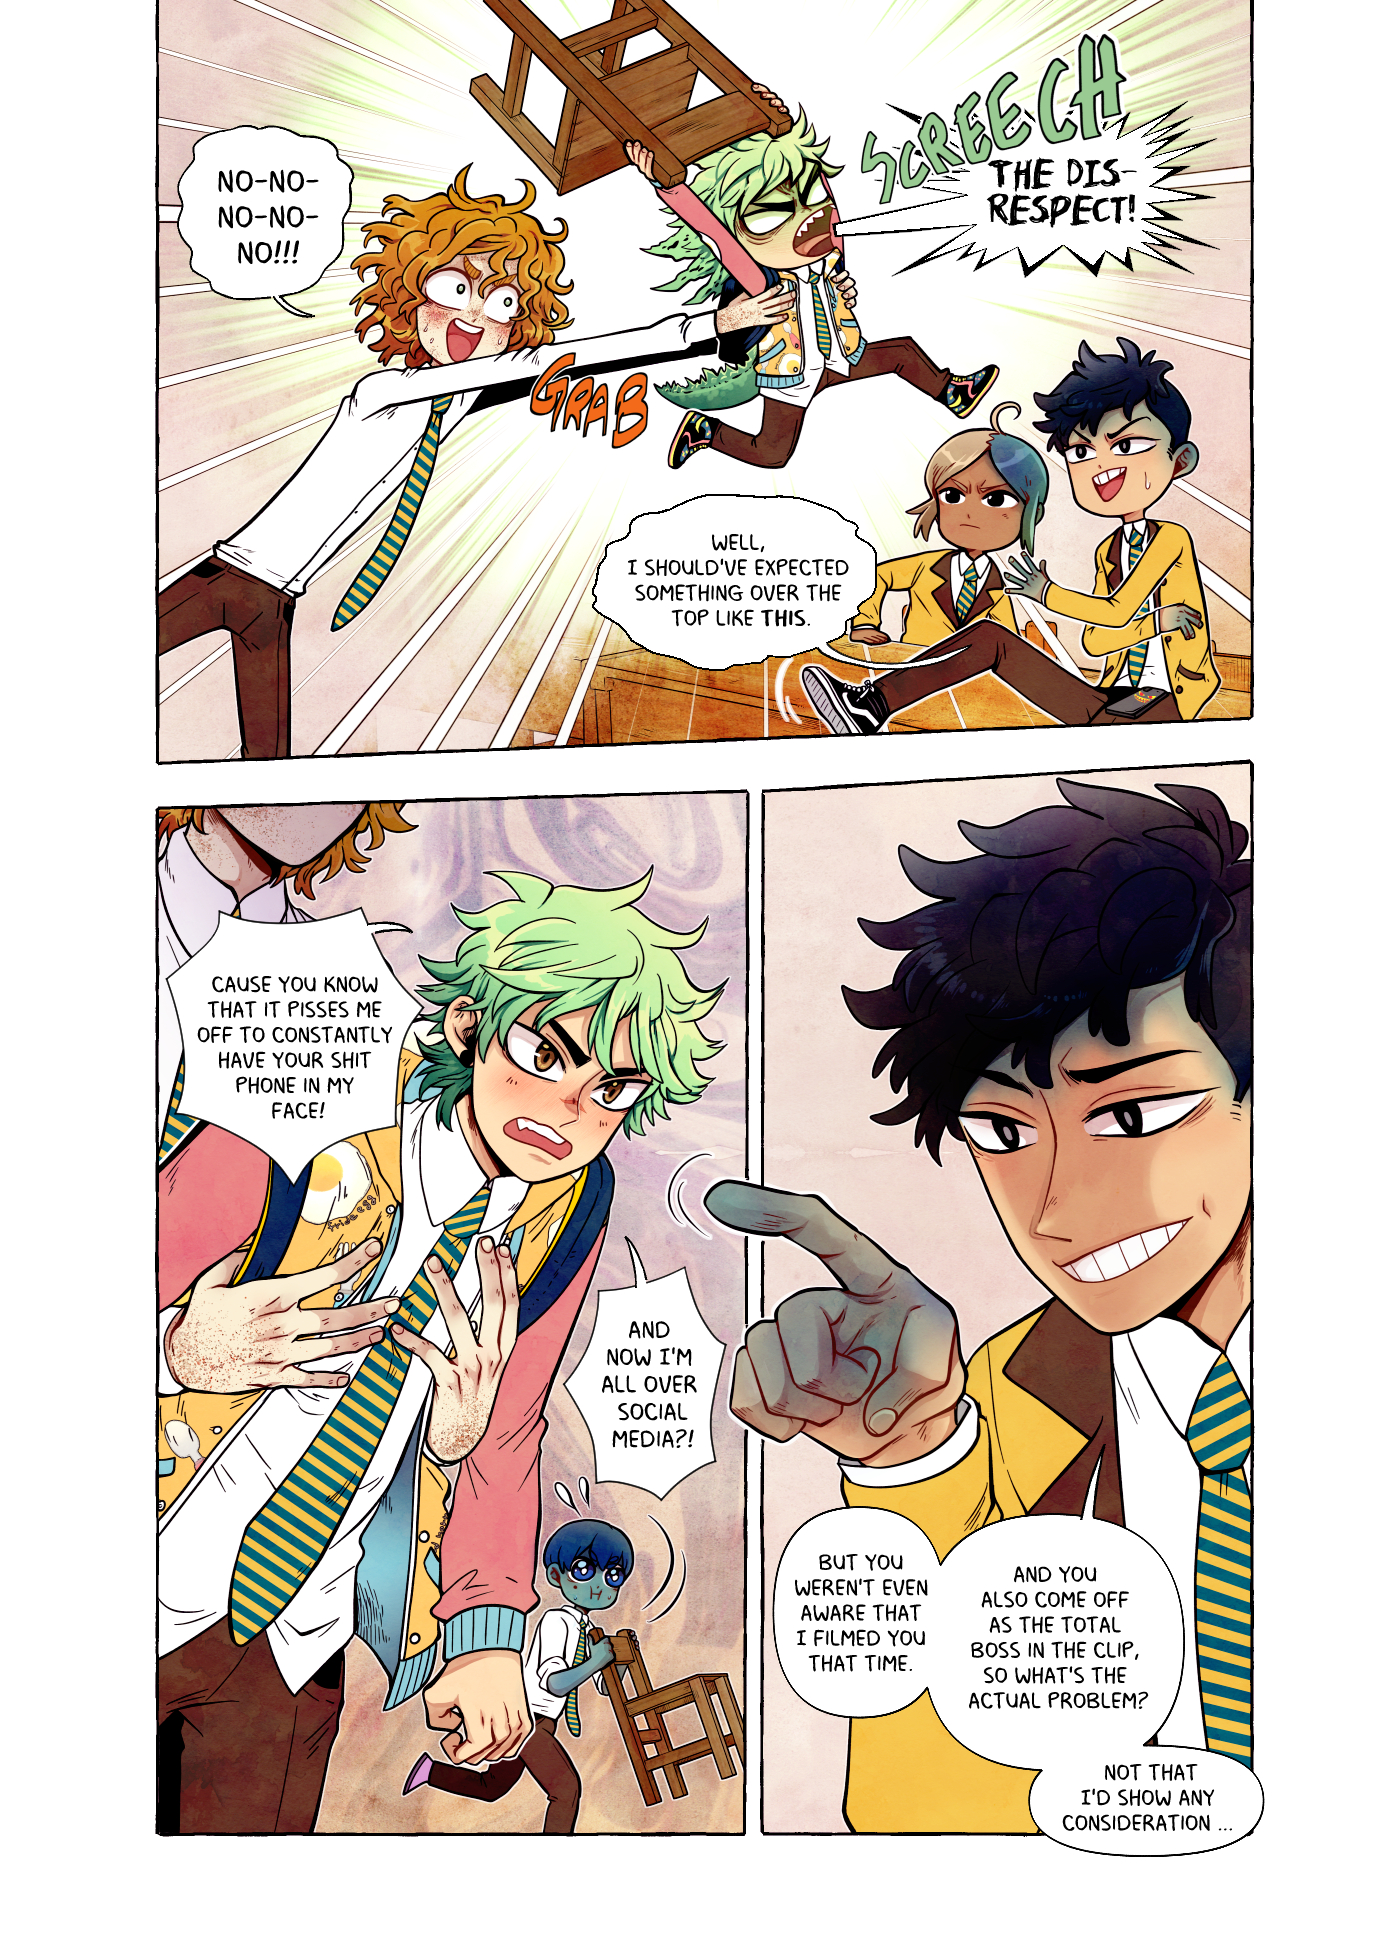 NO-NO-
NO-NO-
NO!!!
SCREECH
THE DIS-
RESPECT!
GRAB
WELL,
I SHOULD'VE EXPECTED
SOMETHING OVER THE
TOP LIKE THIS.
CAUSE YOU KNOW
THAT IT PISSES ME
OFF TO CONSTANTLY
HAVE YOUR SHIT
PHONE IN MY
FACE!
AND
NOW I'M
ALL OVER
SOCIAL
MEDIA?!
BUT YOU
WEREN'T EVEN
AWARE THAT
I FILMED YOU
THAT TIME.
AND YOU
ALSO COME OFF
AS THE TOTAL
BOSS IN THE CLIP,
SO WHAT'S THE
ACTUAL PROBLEM?
NOT THAT
I'D SHOW ANY
CONSIDERATION ...